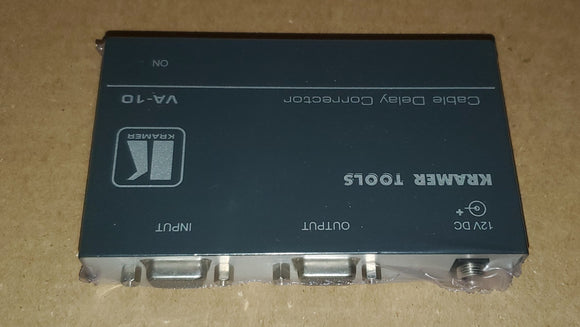 12V DC
OUTPUT
INPUT
KRAMER TOOLS
KRAMER
Cable Delay Corrector
VA-10
ON